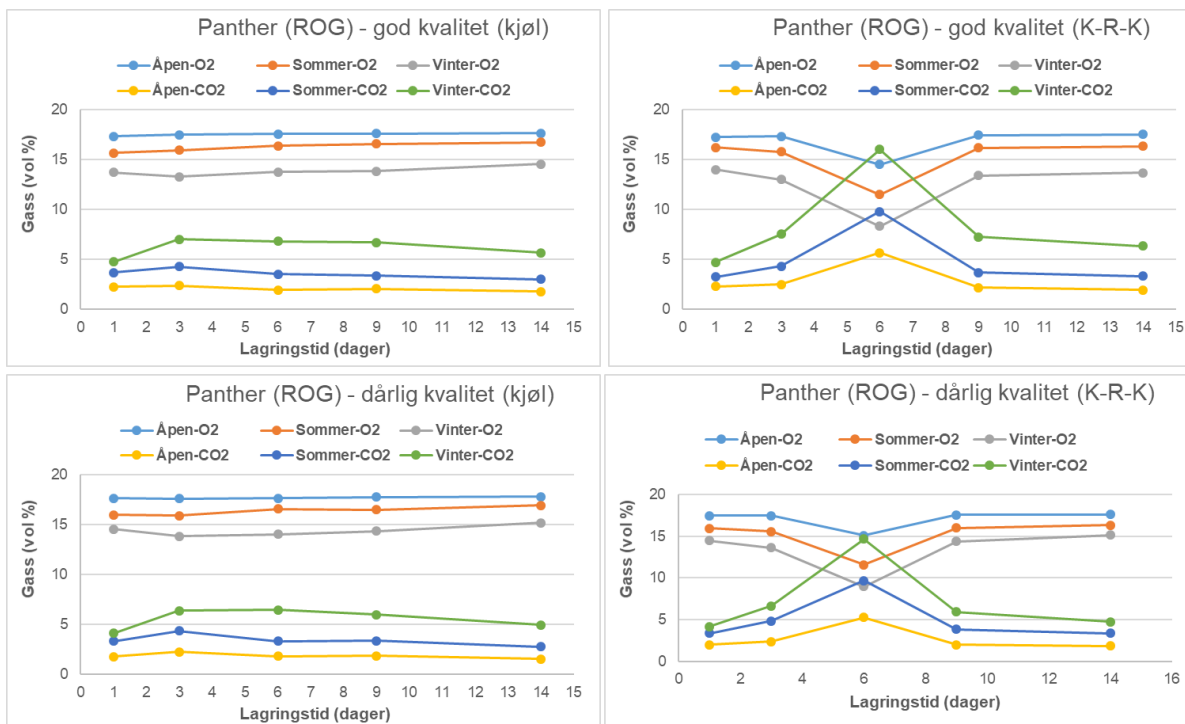 Panther (ROG) - god kvalitet (kjøl)
Åpen-O2 Sommer-O2 Vinter-O2
Åpen-CO2 Sommer-CO2 Vinter-CO2
20
15
10
5
0
Gass (vol %)
0 1 2 3 4 5 6 7 8 9 10 11 12 13 14 15
Lagringstid (dager)
Panther (ROG) - god kvalitet (K-R-K)
Åpen-O2 Sommer-O2 Vinter-O2
Åpen-CO2 Sommer-CO2 Vinter-CO2
20
15
10
5
0
Gass (vol %)
0 1 2 3 4 5 6 7 8 9 10 11 12 13 14 15
Lagringstid (dager)
Panther (ROG) - dårlig kvalitet (kjøl)
Åpen-O2 Sommer-O2 Vinter-O2
Åpen-CO2 Sommer-CO2 Vinter-CO2
20
15
10
5
0
Gass (vol %)
0 1 2 3 4 5 6 7 8 9 10 11 12 13 14 15
Lagringstid (dager)
Panther (ROG) - dårlig kvalitet (K-R-K)
Åpen-O2 Sommer-O2 Vinter-O2
Åpen-CO2 Sommer-CO2 Vinter-CO2
20
15
10
5
0
Gass (vol %)
0 2 4 6 8 10 12 14 16
Lagringstid (dager)